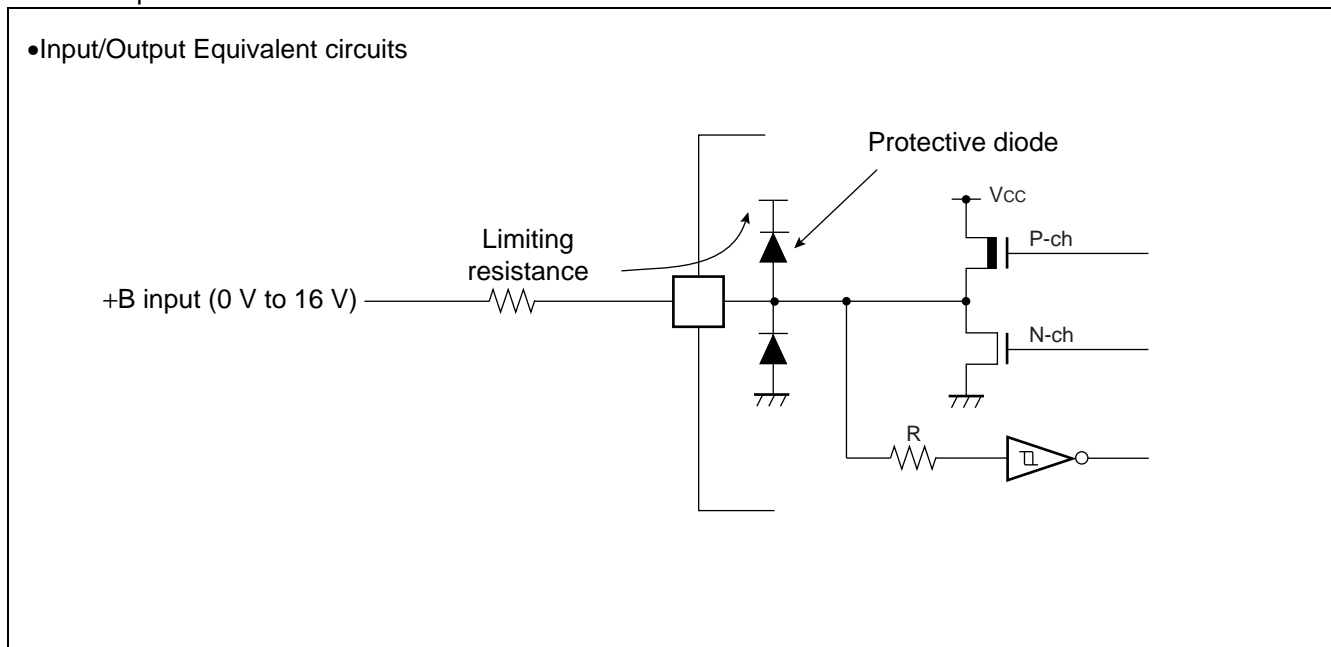 •Input/Output Equivalent circuits
Protective diode
VCC
P-ch
Limiting
resistance
+B input (0 V to 16 V)
N-ch
R